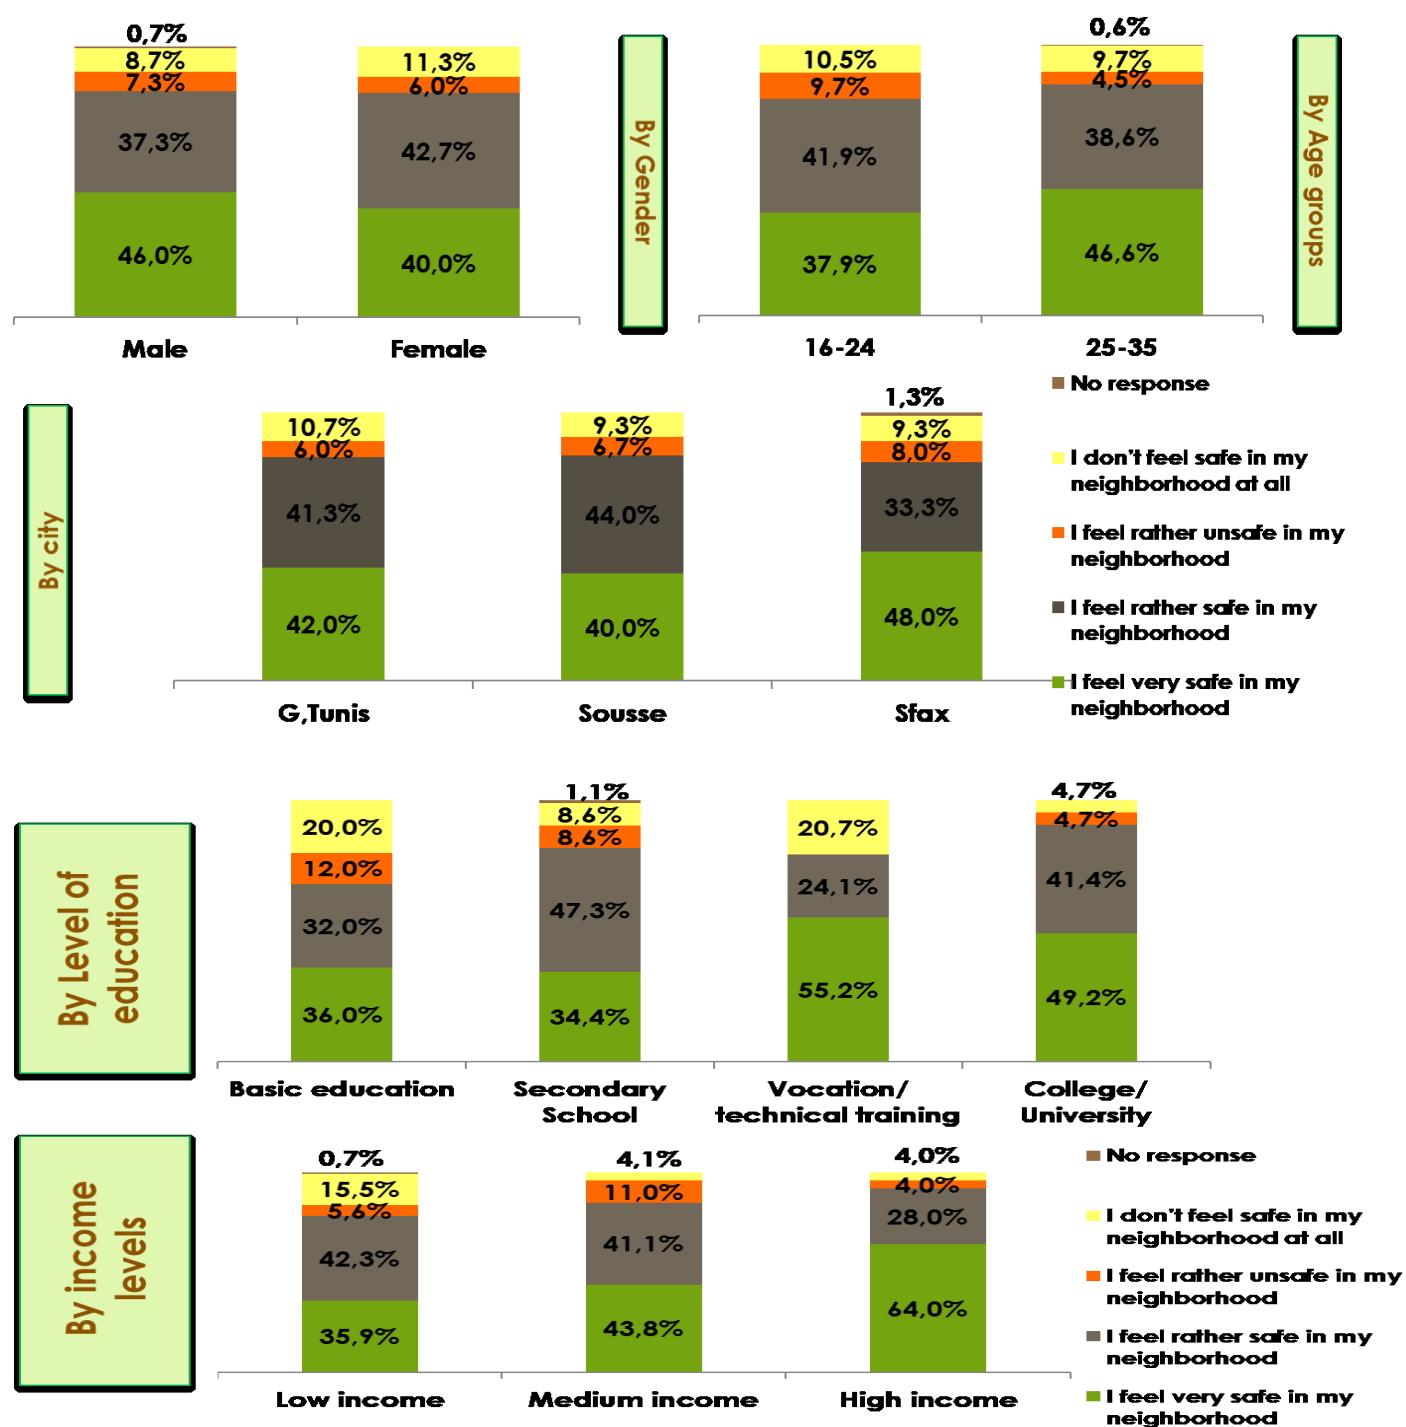 0,7%
8,7%
7,3%
37,3%
46,0%
Male
11,3%
6,0%
42,7%
40,0%
Female
By Gender
10,5%
9,7%
41,9%
37,9%
16-24
0,6%
9,7%
4,5%
38,6%
46,6%
25-35
By Age groups
By city
10,7%
6,0%
41,3%
42,0%
G,Tunis
9,3%
6,7%
44,0%
40,0%
Sousse
1,3%
9,3%
8,0%
33,3%
48,0%
Sfax
No response
I don't feel safe in my
neighborhood at all
I feel rather unsafe in my
neighborhood
I feel rather safe in my
neighborhood
I feel very safe in my
neighborhood
By Level of
education
20,0%
12,0%
32,0%
36,0%
Basic education
1,1%
8,6%
8,6%
47,3%
34,4%
Secondary
School
20,7%
24,1%
55,2%
Vocation/
technical training
4,7%
4,7%
41,4%
49,2%
College/
University
By income
levels
0,7%
15,5%
5,6%
42,3%
35,9%
Low income
4,1%
11,0%
41,1%
43,8%
Medium income
4,0%
4,0%
28,0%
64,0%
High income
No response
I don't feel safe in my
neighborhood at all
I feel rather unsafe in my
neighborhood
I feel rather safe in my
neighborhood
I feel very safe in my
neighborhood